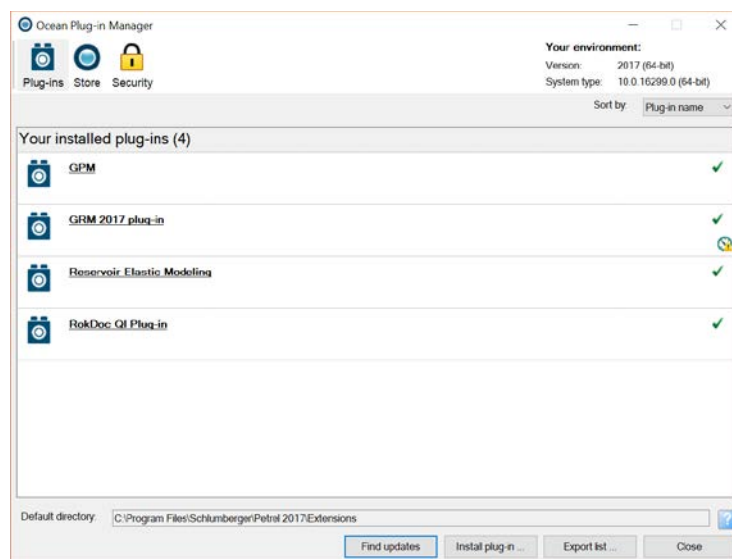 Ocean Plug-in Manager
Plug-ins Store Security
Your environment:
Version: 2017 (64-bit)
System type: 10.0.16299.0 (64-bit)
Sort by: Plug-in name
Your installed plug-ins (4)
GPM
GRM 2017 plug-in
Reservoir Elastic Modeling
RokDoc QI Plug-in
Default directory: C:\Program Files\Schlumberger\Petrel 2017\Extensions
?
Find updates Install plug-in ... Export list ... Close